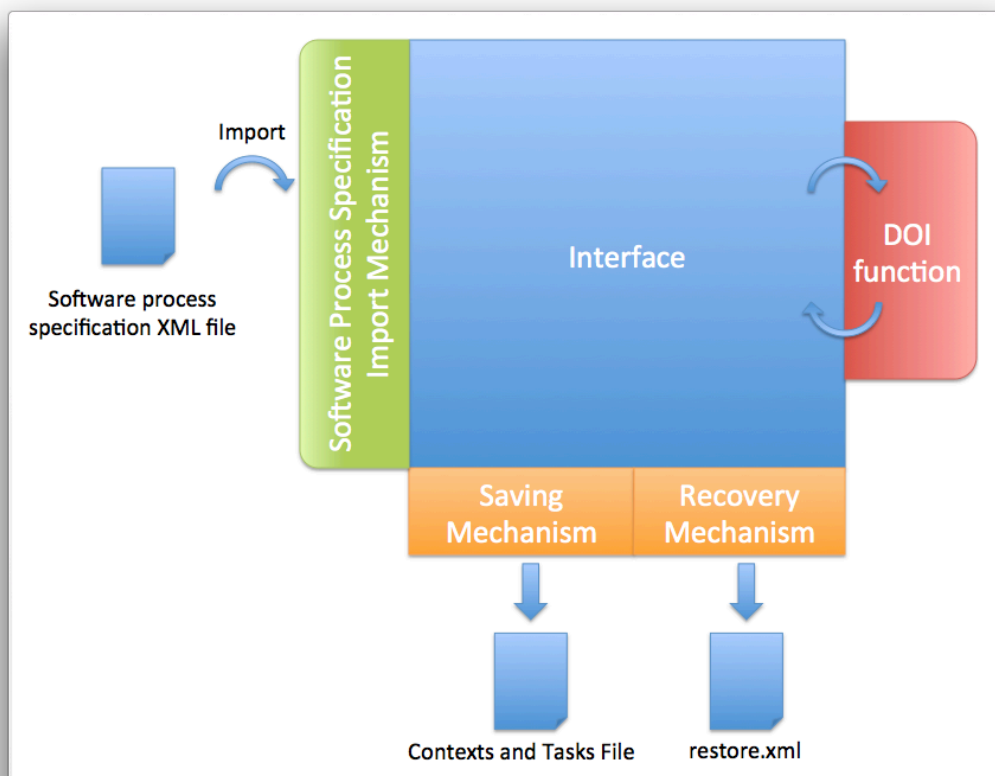 Import
Software Process Specification
Import Mechanism
Interface
DOI
function
Software process
specification XML file
Saving
Mechanism
Recovery
Mechanism
Contexts and Tasks File
restore.xml